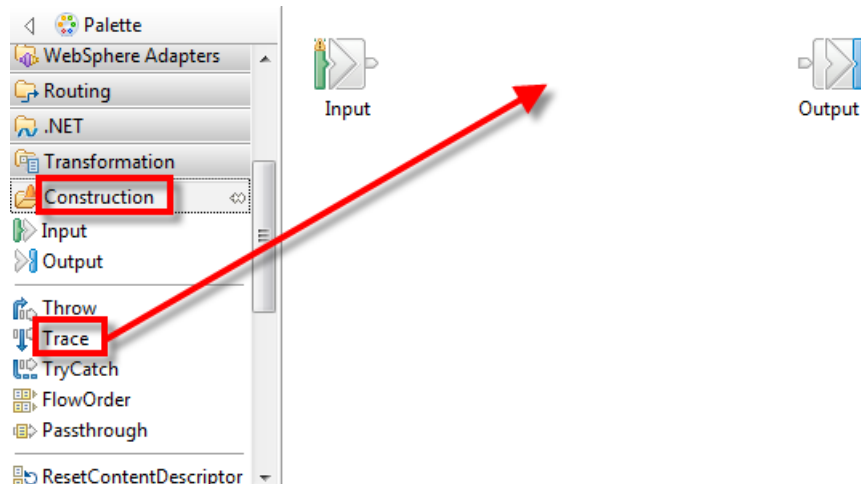 Palette
WebSphere Adapters
Routing
.NET
Transformation
Construction
Input
Output
Throw
Trace
TryCatch
FlowOrder
Passthrough
ResetContentDescriptor
Input
Output